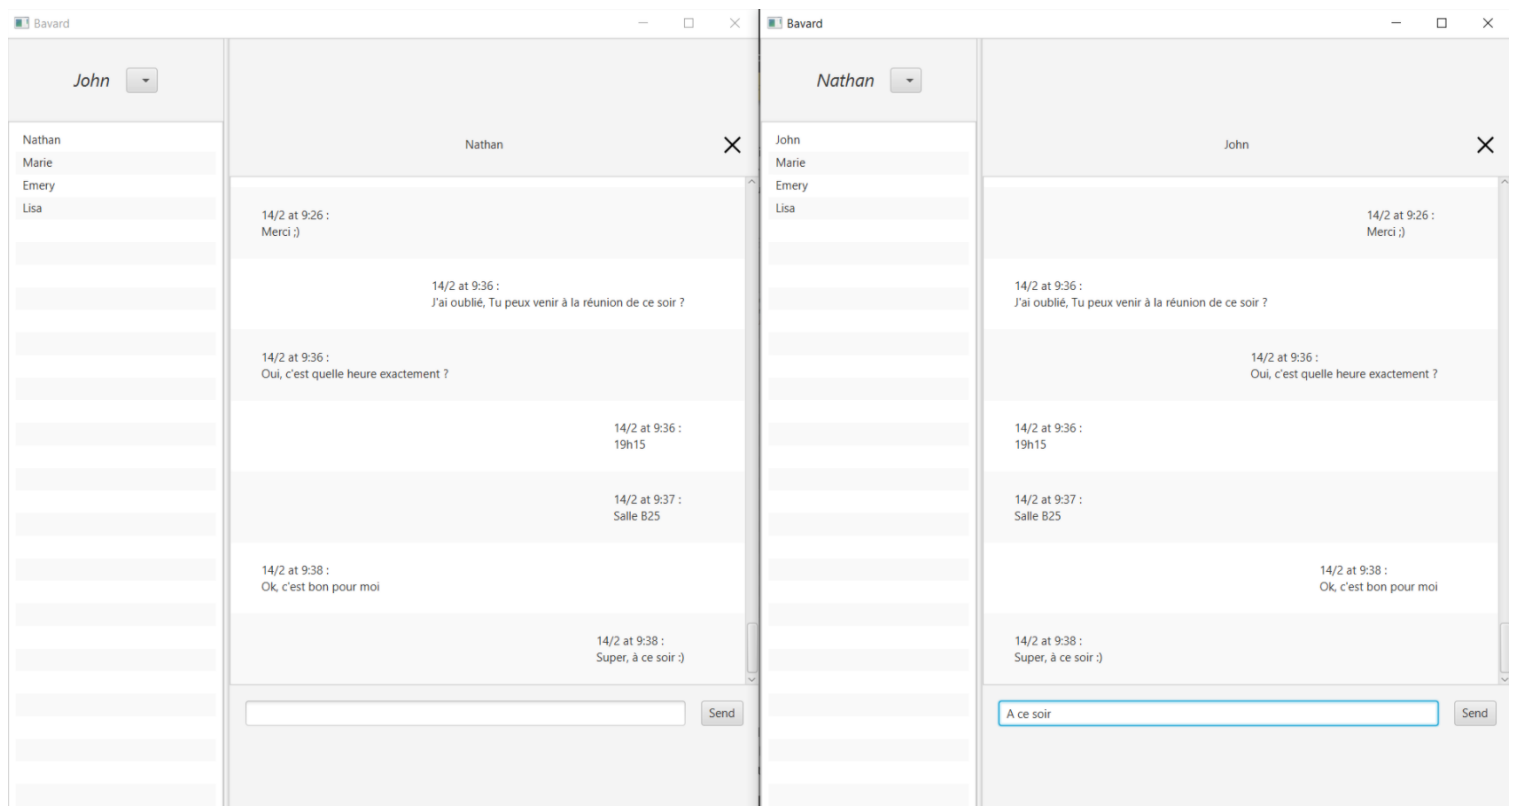 Bavard
John
Nathan
Marie
Emery
Lisa
Nathan
14/2 at 9:26 :
Merci ;)
14/2 at 9:36 :
J'ai oublié, Tu peux venir à la réunion de ce soir ?
14/2 at 9:36 :
Oui, c'est quelle heure exactement ?
14/2 at 9:36 :
19h15
14/2 at 9:37 :
Salle B25
14/2 at 9:38 :
Ok, c'est bon pour moi
14/2 at 9:38 :
Super, à ce soir :)
Send
Bavard
Nathan
John
Marie
Emery
Lisa
John
14/2 at 9:26 :
Merci ;)
14/2 at 9:36 :
J'ai oublié, Tu peux venir à la réunion de ce soir ?
14/2 at 9:36 :
Oui, c'est quelle heure exactement ?
14/2 at 9:36 :
19h15
14/2 at 9:37 :
Salle B25
14/2 at 9:38 :
Ok, c'est bon pour moi
14/2 at 9:38 :
Super, à ce soir :)
A ce soir
Send